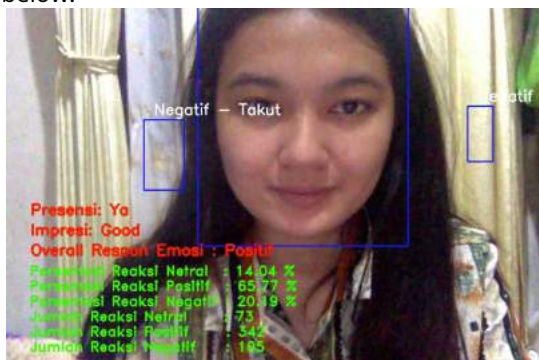 below.
Negatif - Takut
Presensi: Ya
Impresi: Good
Overall Respon Emosi : Positif
Persentasi Reaksi Netral : 14.04 %
Persentasi Reaksi Positif : 65.77 %
Persentasi Reaksi Negatif : 20.19 %
Jumlah Reaksi Netral : 73
Jumlah Reaksi Positif : 342
Jumlah Reaksi Negatif : 105